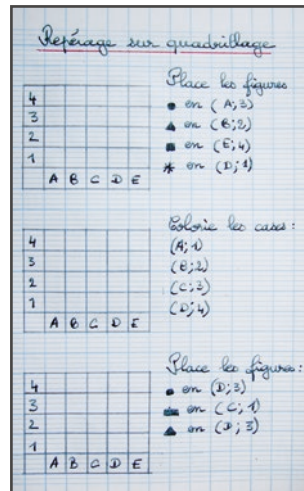 Repérage sur quadrillage
Place les figures
● en (A;3)
▲ en (B;2)
■ en (E;4)
* en (D;1)
4
3
2
1
A B C D E
Colorie les cases:
(A;1)
(B;2)
(C;3)
(D;4)
4
3
2
1
A B C D E
Place les figures:
en (D;3)
en (C;1)
▲ en (D;3)
4
3
2
1
A B C D E